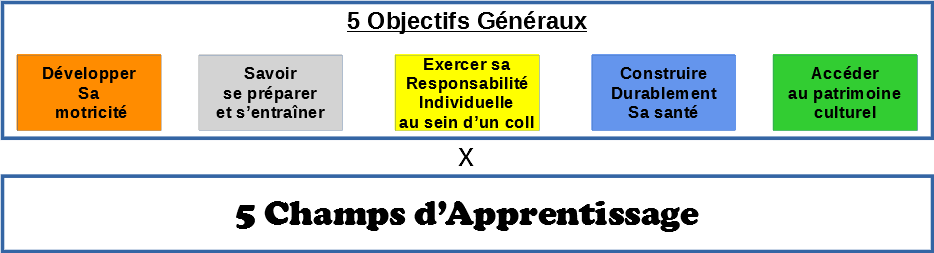 5 Objectifs Généraux
Développer
Sa
motricité
Savoir
se préparer
et s’entraîner
Exercer sa
Responsabilité
Individuelle
au sein d’un coll
Construire
Durablement
Sa santé
Accéder
au patrimoine
culturel
X
5 Champs d’Apprentissage